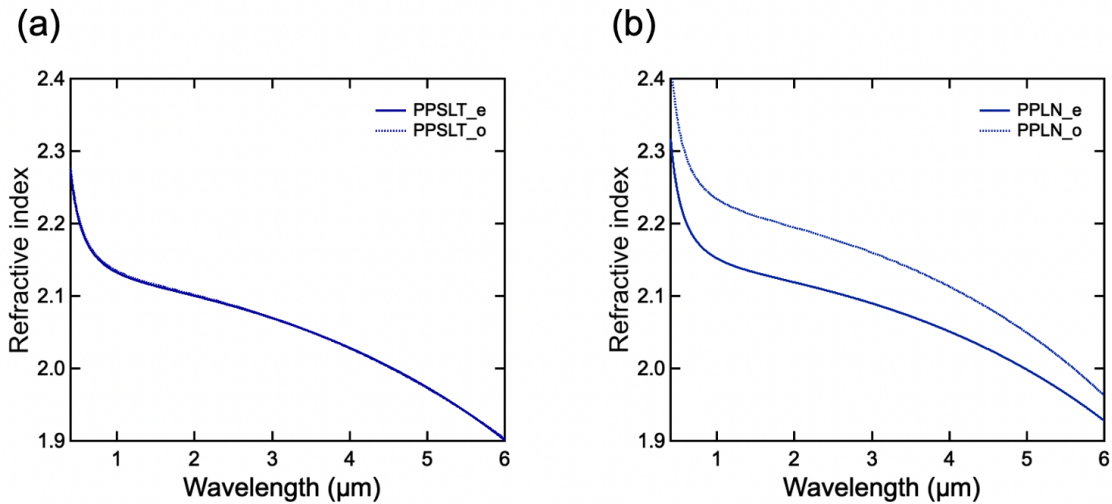 (a)
2.4
2.3
2.2
2.1
2.0
1.9
Refractive index
PPSLT_e
PPSLT_o
1 2 3 4 5 6
Wavelength (µm)
(b)
2.4
2.3
2.2
2.1
2.0
1.9
Refractive index
PPLN_e
PPLN_o
1 2 3 4 5 6
Wavelength (µm)